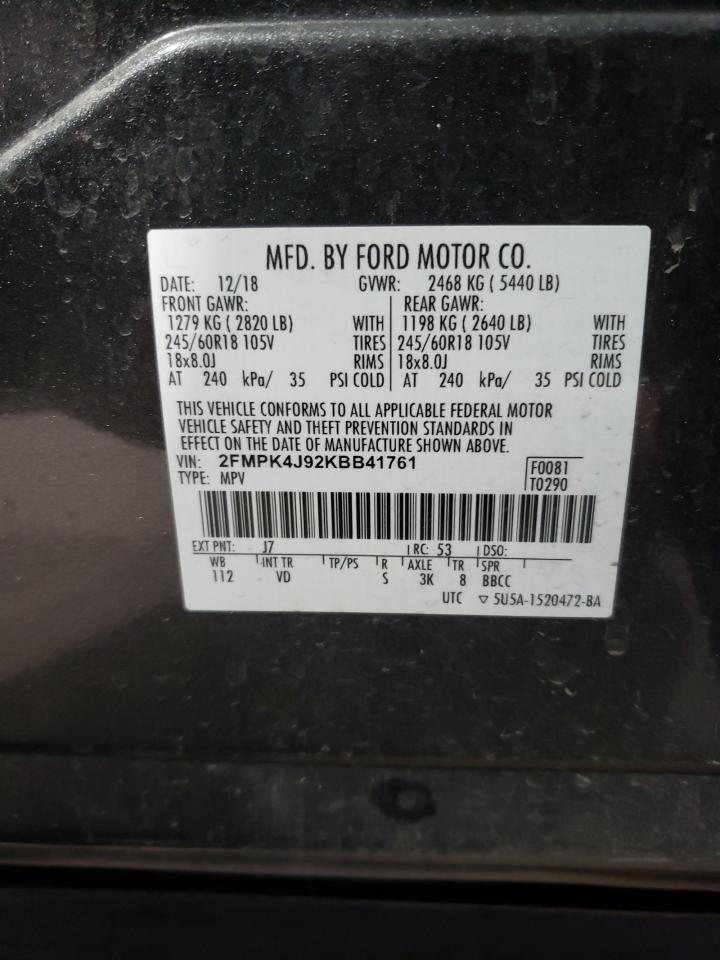 MFD. BY FORD MOTOR CO.
DATE: 12/18 GVWR: 2468 KG ( 5440 LB)
FRONT GAWR: REAR GAWR:
1279 KG ( 2820 LB) WITH 1198 KG ( 2640 LB) WITH
245/60R18 105V TIRES 245/60R18 105V TIRES
18x8.0J RIMS 18x8.0J RIMS
AT 240 kPa/ 35 PSI COLD AT 240 kPa/ 35 PSI COLD
THIS VEHICLE CONFORMS TO ALL APPLICABLE FEDERAL MOTOR
VEHICLE SAFETY AND THEFT PREVENTION STANDARDS IN
EFFECT ON THE DATE OF MANUFACTURE SHOWN ABOVE.
VIN: 2FMPK4J92KBB41761 F0081
TYPE: MPV T0290
EXT PNT: J7 RC: 53 DSO:
WB INT TR TP/PS R AXLE TR SPR
112 VD S 3K 8 BBCC
UTC ▽ 5U5A-1520472-BA